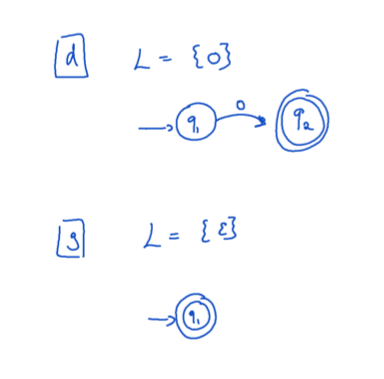 d L = {0}
0
q₁ q₂
g L = {ε}
q₁